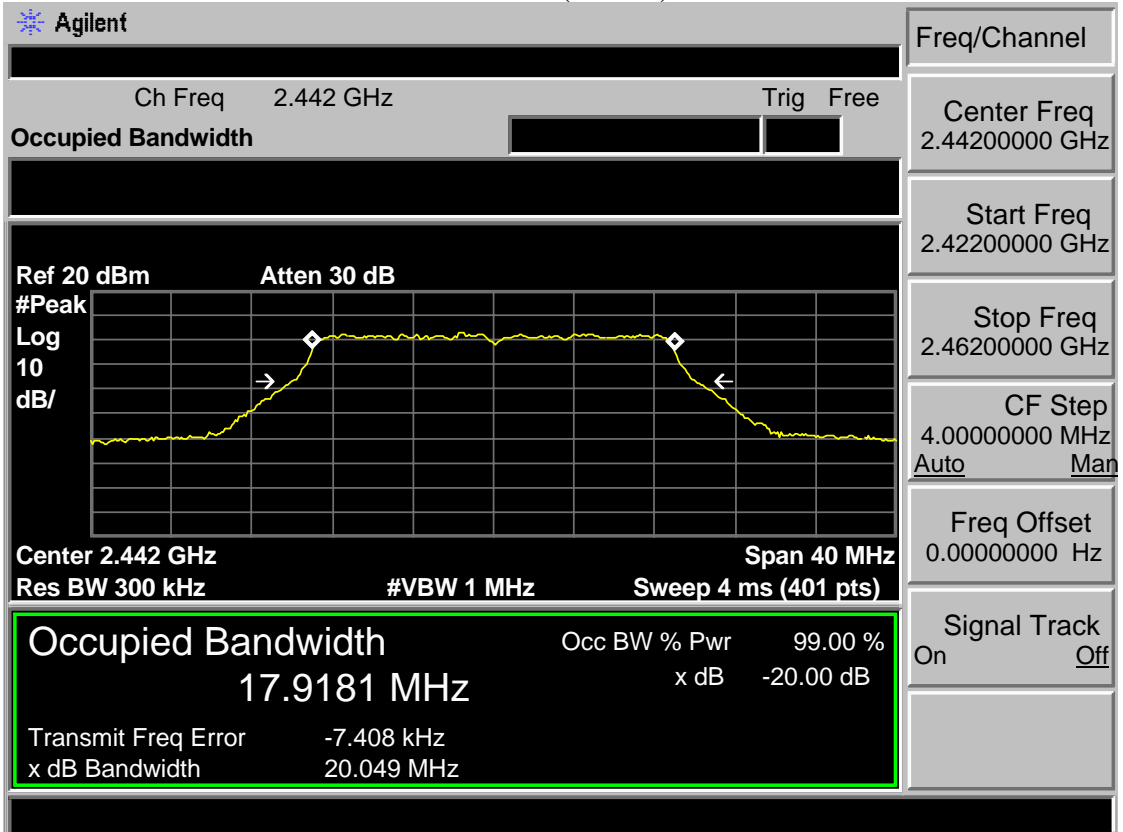 Agilent
Ch Freq 2.442 GHz Trig Free
Occupied Bandwidth
Ref 20 dBm Atten 30 dB
#Peak
Log
10
dB/
Center 2.442 GHz Span 40 MHz
Res BW 300 kHz #VBW 1 MHz Sweep 4 ms (401 pts)
Occupied Bandwidth
17.9181 MHz
Occ BW % Pwr 99.00 %
x dB -20.00 dB
Transmit Freq Error -7.408 kHz
x dB Bandwidth 20.049 MHz
Freq/Channel
Center Freq
2.44200000 GHz
Start Freq
2.42200000 GHz
Stop Freq
2.46200000 GHz
CF Step
4.00000000 MHz
Auto Man
Freq Offset
0.00000000 Hz
Signal Track
On Off